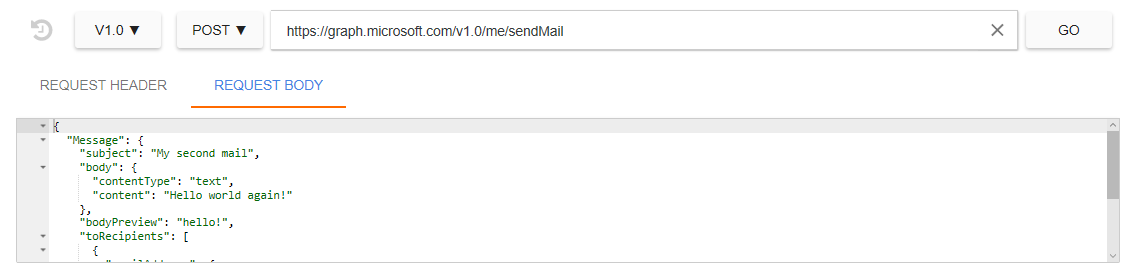 V1.0 ▼ POST ▼ https://graph.microsoft.com/v1.0/me/sendMail GO
REQUEST HEADER REQUEST BODY
{
"Message": {
"subject": "My second mail",
"body": {
"contentType": "text",
"content": "Hello world again!"
},
"bodyPreview": "hello!",
"toRecipients": [
{